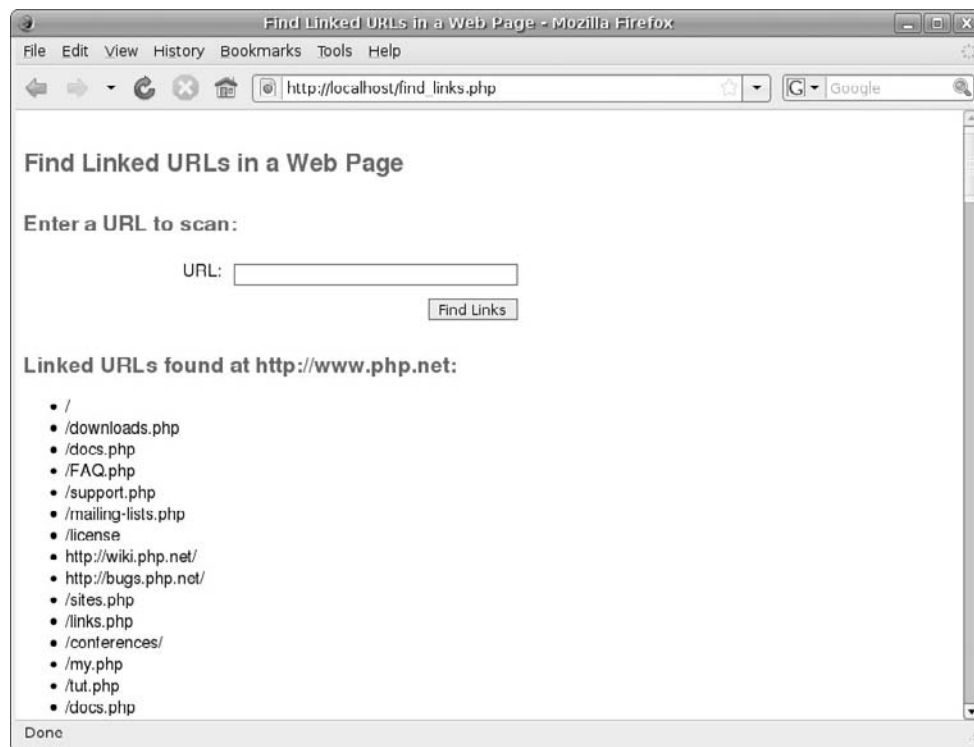 Find Linked URLs in a Web Page - Mozilla Firefox
File Edit View History Bookmarks Tools Help
http://localhost/find_links.php
G Google
Find Linked URLs in a Web Page
Enter a URL to scan:
URL:
Find Links
Linked URLs found at http://www.php.net:
• /
• /downloads.php
• /docs.php
• /FAQ.php
• /support.php
• /mailing-lists.php
• /license
• http://wiki.php.net/
• http://bugs.php.net/
• /sites.php
• /links.php
• /conferences/
• /my.php
• /tut.php
• /docs.php
Done